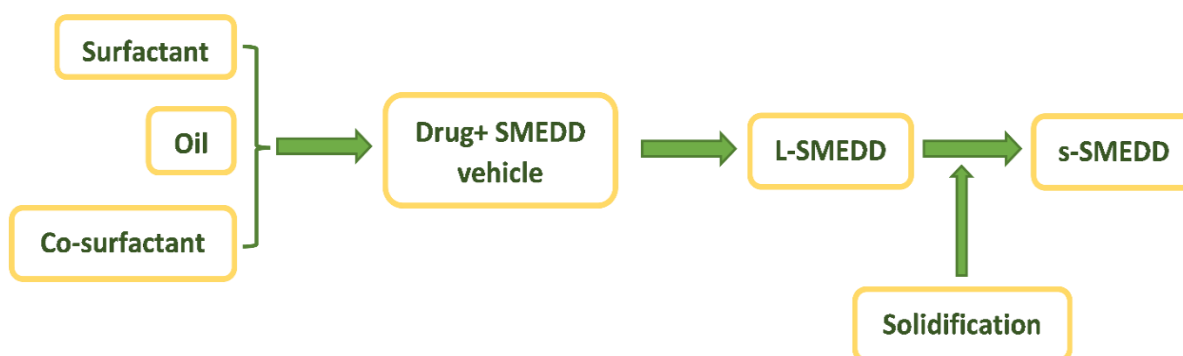 Surfactant
Oil
Co-surfactant
Drug+ SMEDD
vehicle
L-SMEDD
s-SMEDD
Solidification